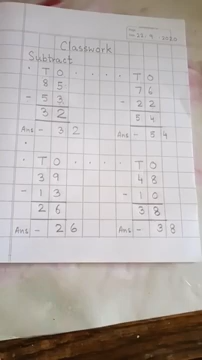 Classwork
Subtract
T O
8 5
- 5 3
3 2
Ans - 3 2
T O
7 6
- 2 2
5 4
Ans - 5 4
T O
3 9
- 1 3
2 6
Ans - 2 6
T O
4 8
- 1 0
3 8
Ans - 3 8